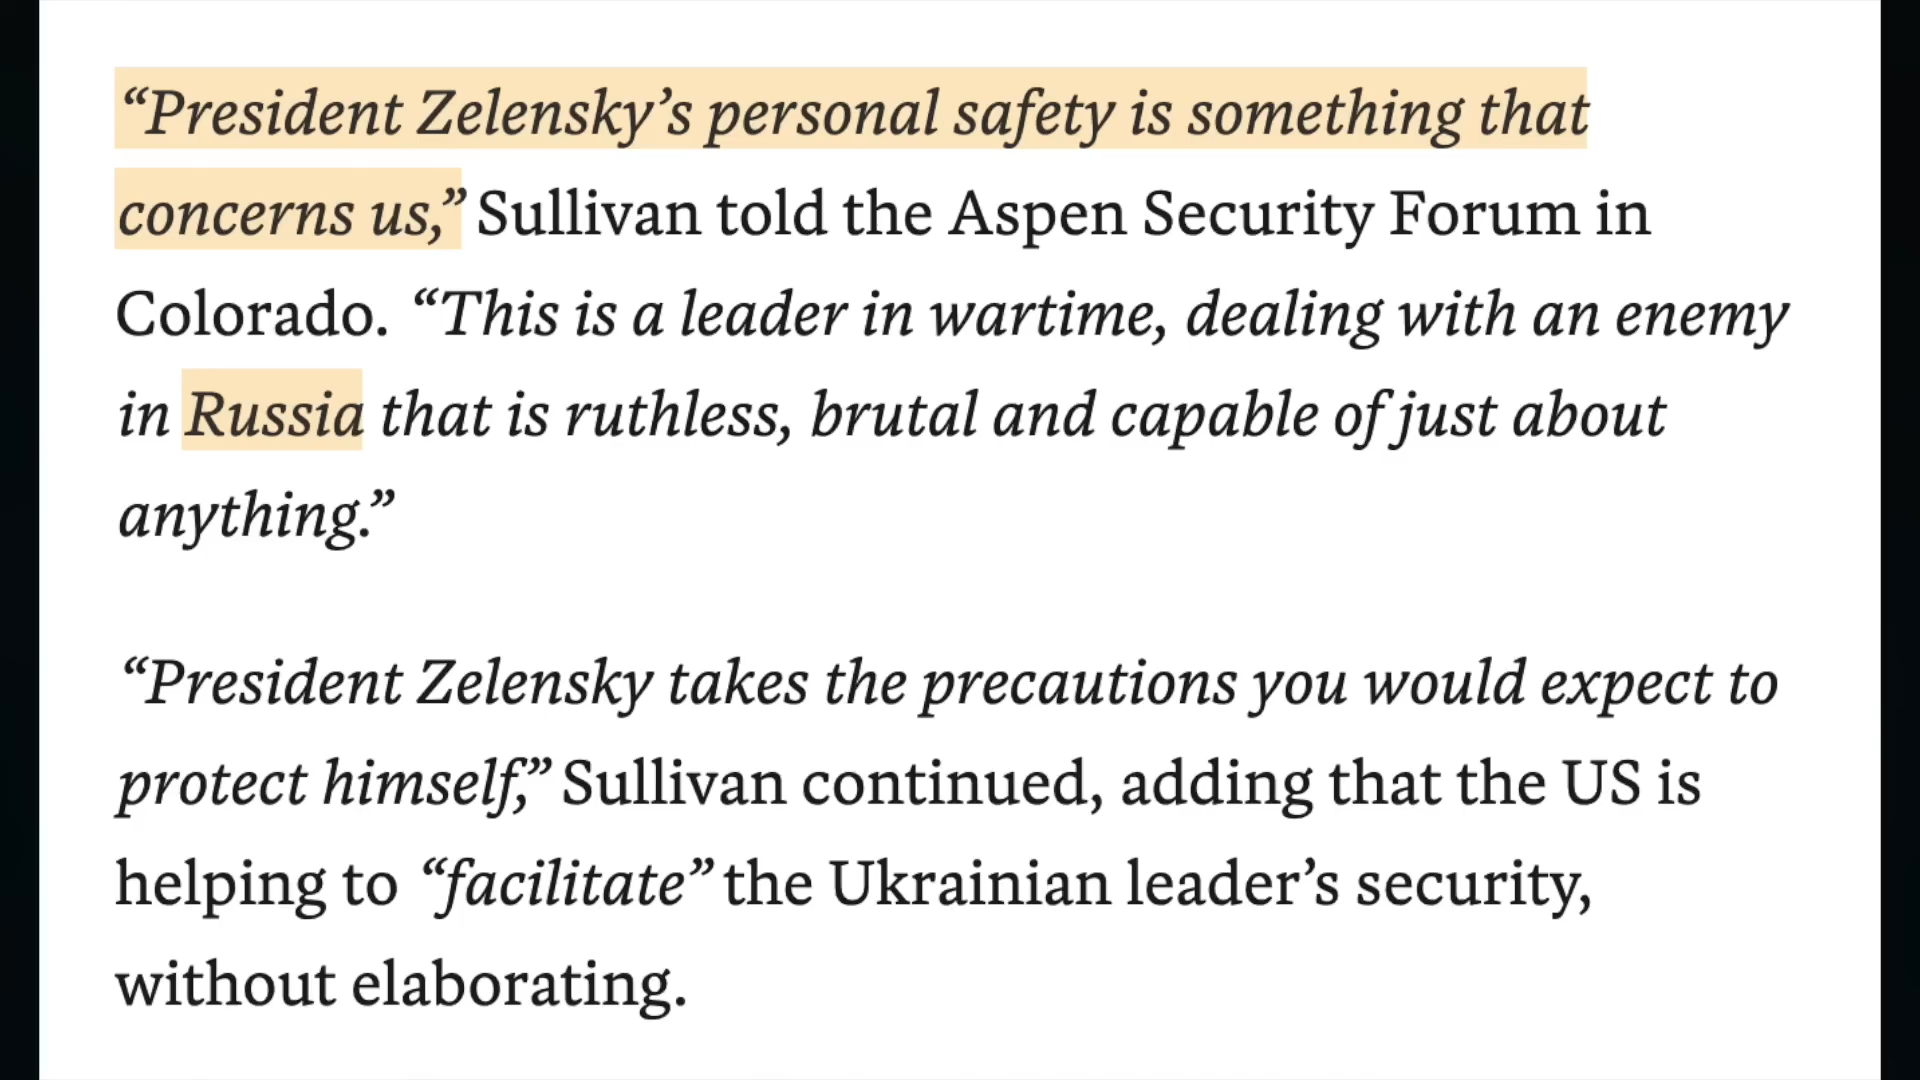 “President Zelensky’s personal safety is something that
concerns us,” Sullivan told the Aspen Security Forum in
Colorado. “This is a leader in wartime, dealing with an enemy
in Russia that is ruthless, brutal and capable of just about
anything.”
“President Zelensky takes the precautions you would expect to
protect himself,” Sullivan continued, adding that the US is
helping to “facilitate” the Ukrainian leader’s security,
without elaborating.